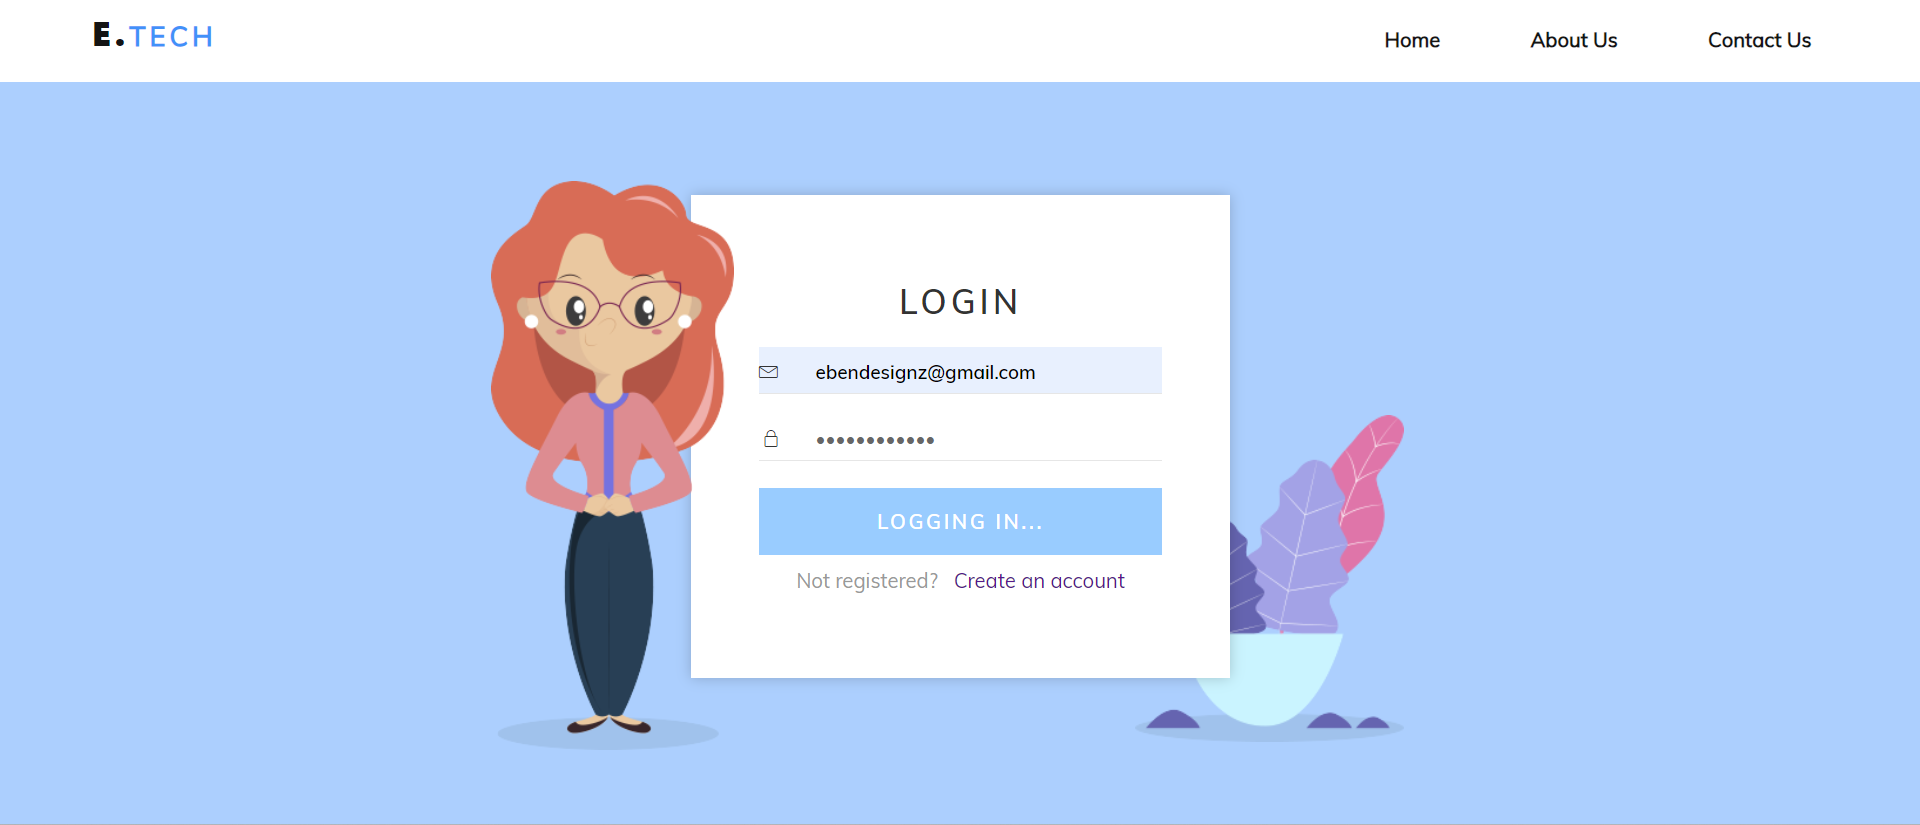 E.TECH
Home About Us Contact Us
LOGIN
ebendesignz@gmail.com
••••••••••••
LOGGING IN...
Not registered? Create an account